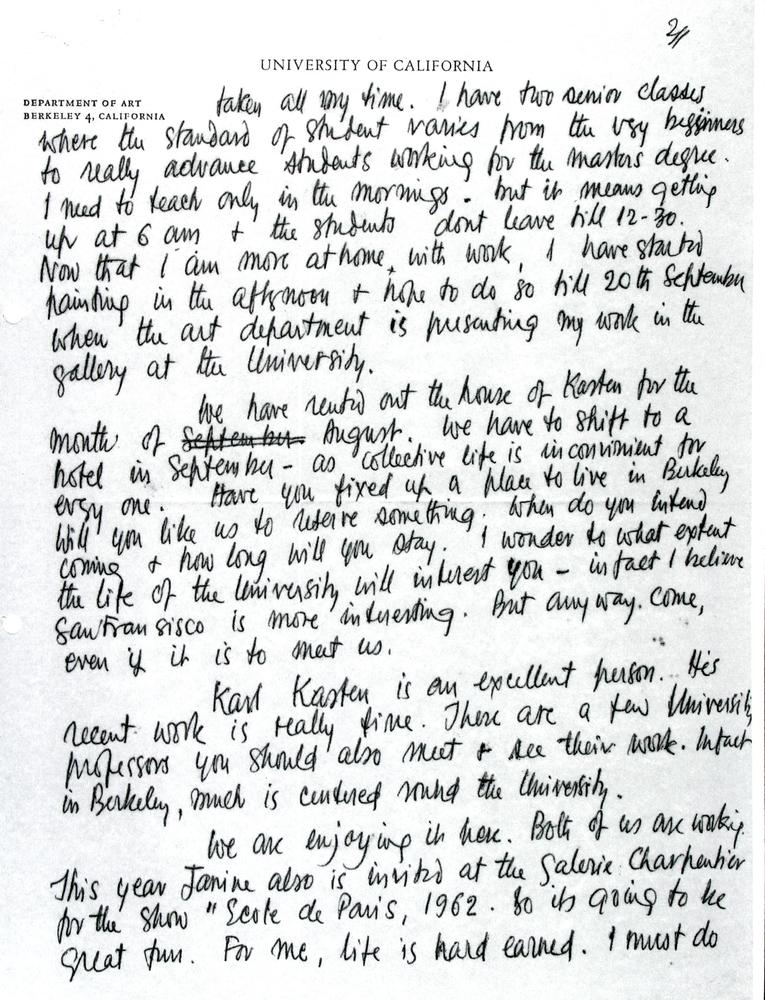 2/
UNIVERSITY OF CALIFORNIA
DEPARTMENT OF ART
BERKELEY 4, CALIFORNIA
taken all my time. I have two senior classes
where the standard of student varies from the very beginners
to really advance students working for the masters degree.
I need to teach only in the mornings. but it means getting
up at 6 am + the students dont leave till 12-30.
Now that I am more at home, with work, I have started
painting in the afternoon + hope to do so till 20th September
when the art department is presenting my work in the
gallery at the University.
We have rented out the house of Kasten for the
month of September August. We have to shift to a
hotel in September - as collective life is inconvinient for
every one. Have you fixed up a place to live in Berkeley
Will you like us to reserve something. When do you intend
coming + how long will you stay. I wonder to what extent
the life of the University will interest you - infact I believe
San Fransisco is more interesting. But anyway. Come,
even if it is to meet us.
Karl Kasten is an excellent person. His
recent work is really fine. There are a few University
professors you should also meet + see their work. Infact
in Berkeley, much is centered round the University.
We are enjoying it here. Both of us are working.
This year Janine also is invited at the Galerie Charpentier
for the show "Ecole de Paris, 1962. So its going to be
great fun. For me, life is hard earned. I must do